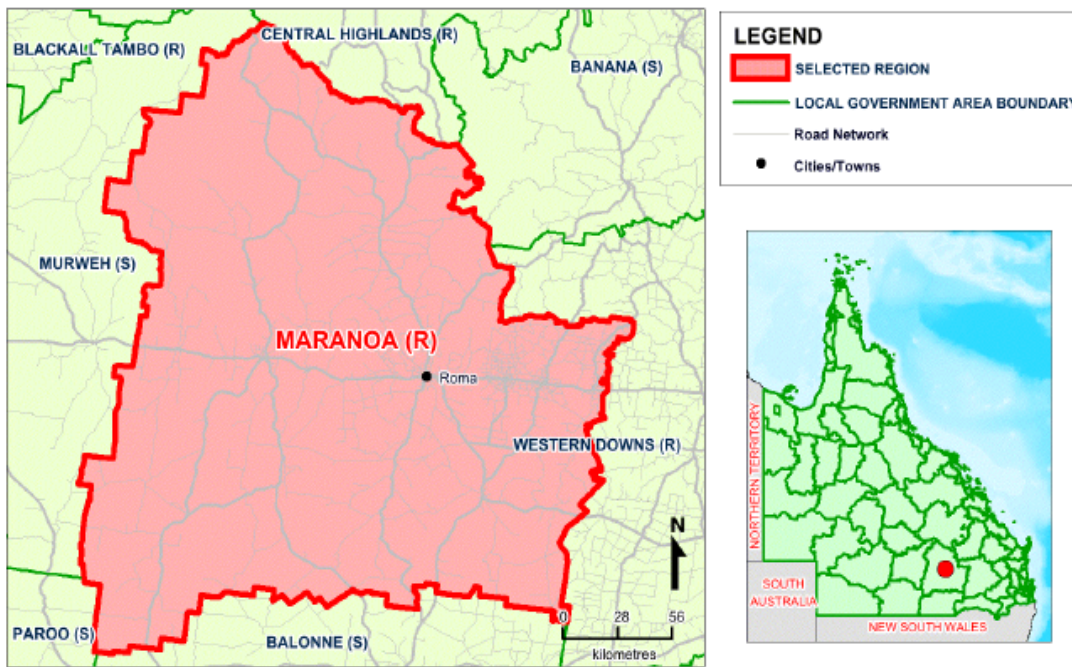 BLACKALL TAMBO (R)
CENTRAL HIGHLANDS (R)
BANANA (S)
MURWEH (S)
MARANOA (R)
Roma
WESTERN DOWNS (R)
N
0 28 56
kilometres
PAROO (S)
BALONNE (S)
LEGEND
SELECTED REGION
LOCAL GOVERNMENT AREA BOUNDARY
Road Network
Cities/Towns
NORTHERN TERRITORY
SOUTH
AUSTRALIA
NEW SOUTH WALES